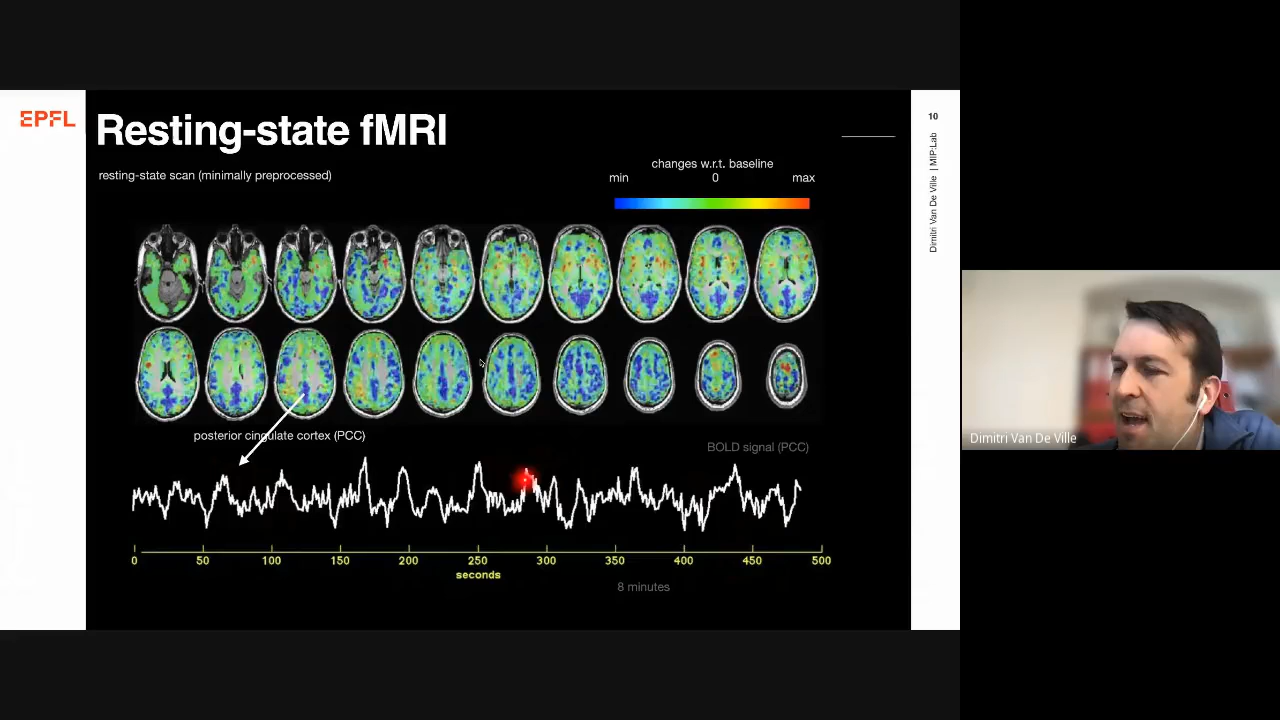 EPFL
Resting-state fMRI
10
Dimitri Van De Ville | MIP:Lab
resting-state scan (minimally preprocessed)
changes w.r.t. baseline
min 0 max
posterior cingulate cortex (PCC)
BOLD signal (PCC)
0 50 100 150 200 250 300 350 400 450 500
seconds
8 minutes
Dimitri Van De Ville